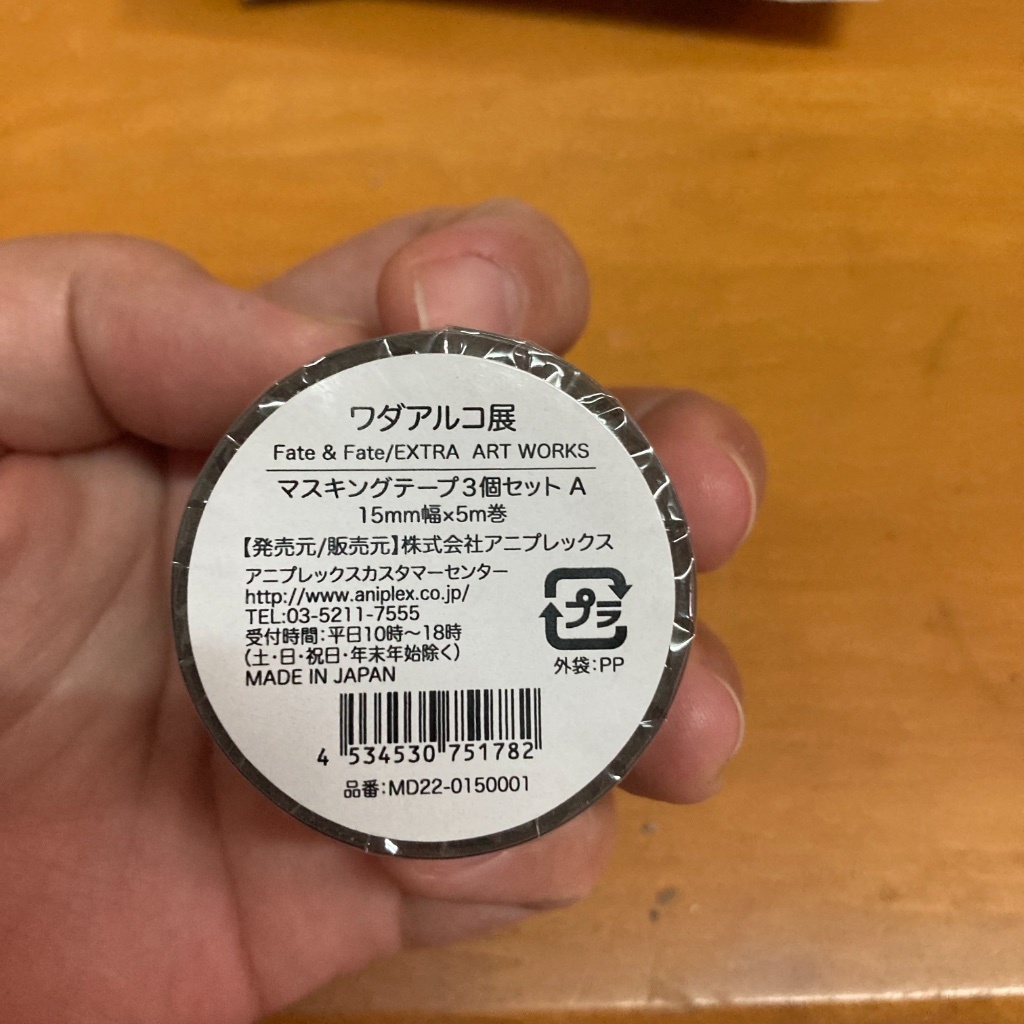 ワダアルコ展
Fate & Fate/EXTRA ART WORKS
マスキングテープ3個セット A
15mm幅×5m巻
【発売元/販売元】株式会社アニプレックス
アニプレックスカスタマーセンター
http://www.aniplex.co.jp/
TEL:03-5211-7555
受付時間:平日10時〜18時
(土・日・祝日・年末年始除く)
MADE IN JAPAN
プラ
外袋:PP
4 534530 751782
品番:MD22-0150001